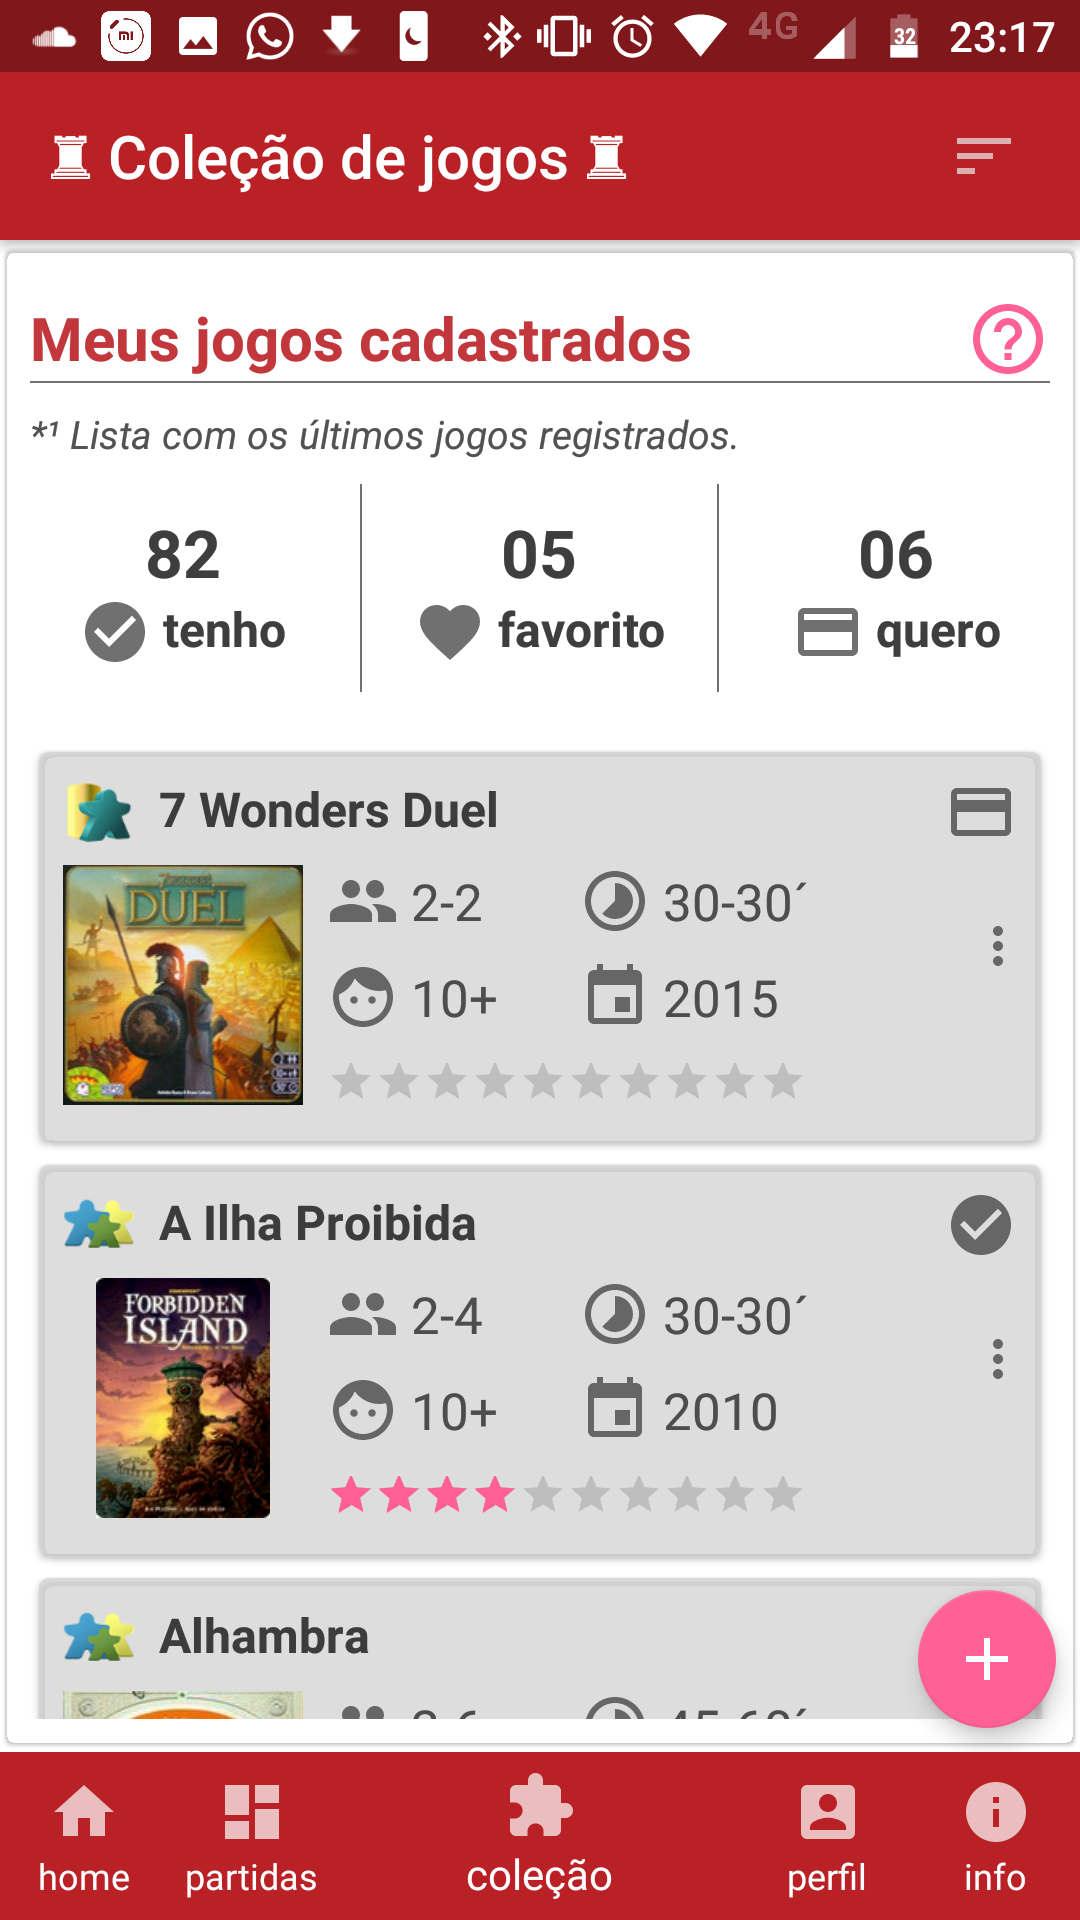 4G
32
23:17
Coleção de jogos
Meus jogos cadastrados
*¹ Lista com os últimos jogos registrados.
82
05
06
tenho
favorito
quero
7 Wonders Duel
DUEL
2-2
30-30´
10+
2015
A Ilha Proibida
FORBIDDEN
ISLAND
2-4
30-30´
10+
2010
Alhambra
home
partidas
coleção
perfil
info